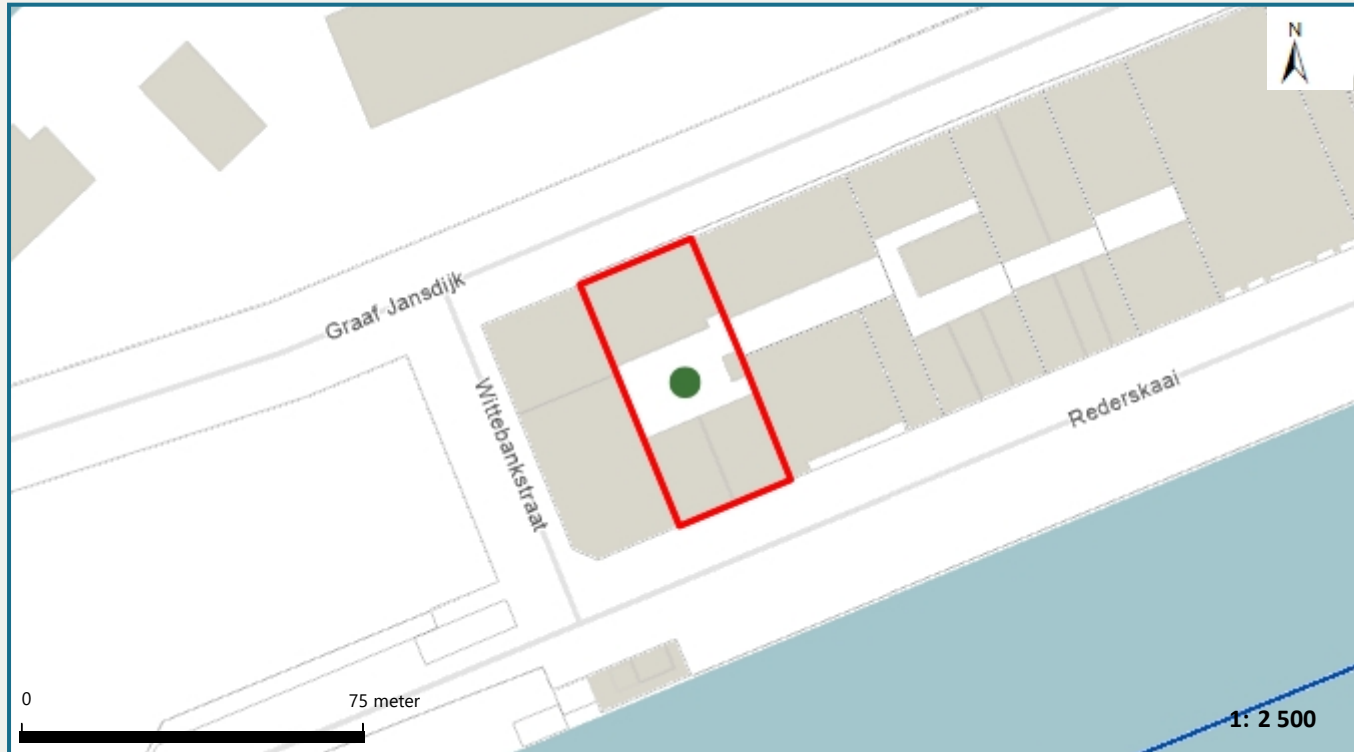 N
Graaf Jansdijk
Wittebankstraat
Rederskaai
0
75 meter
1: 2 500